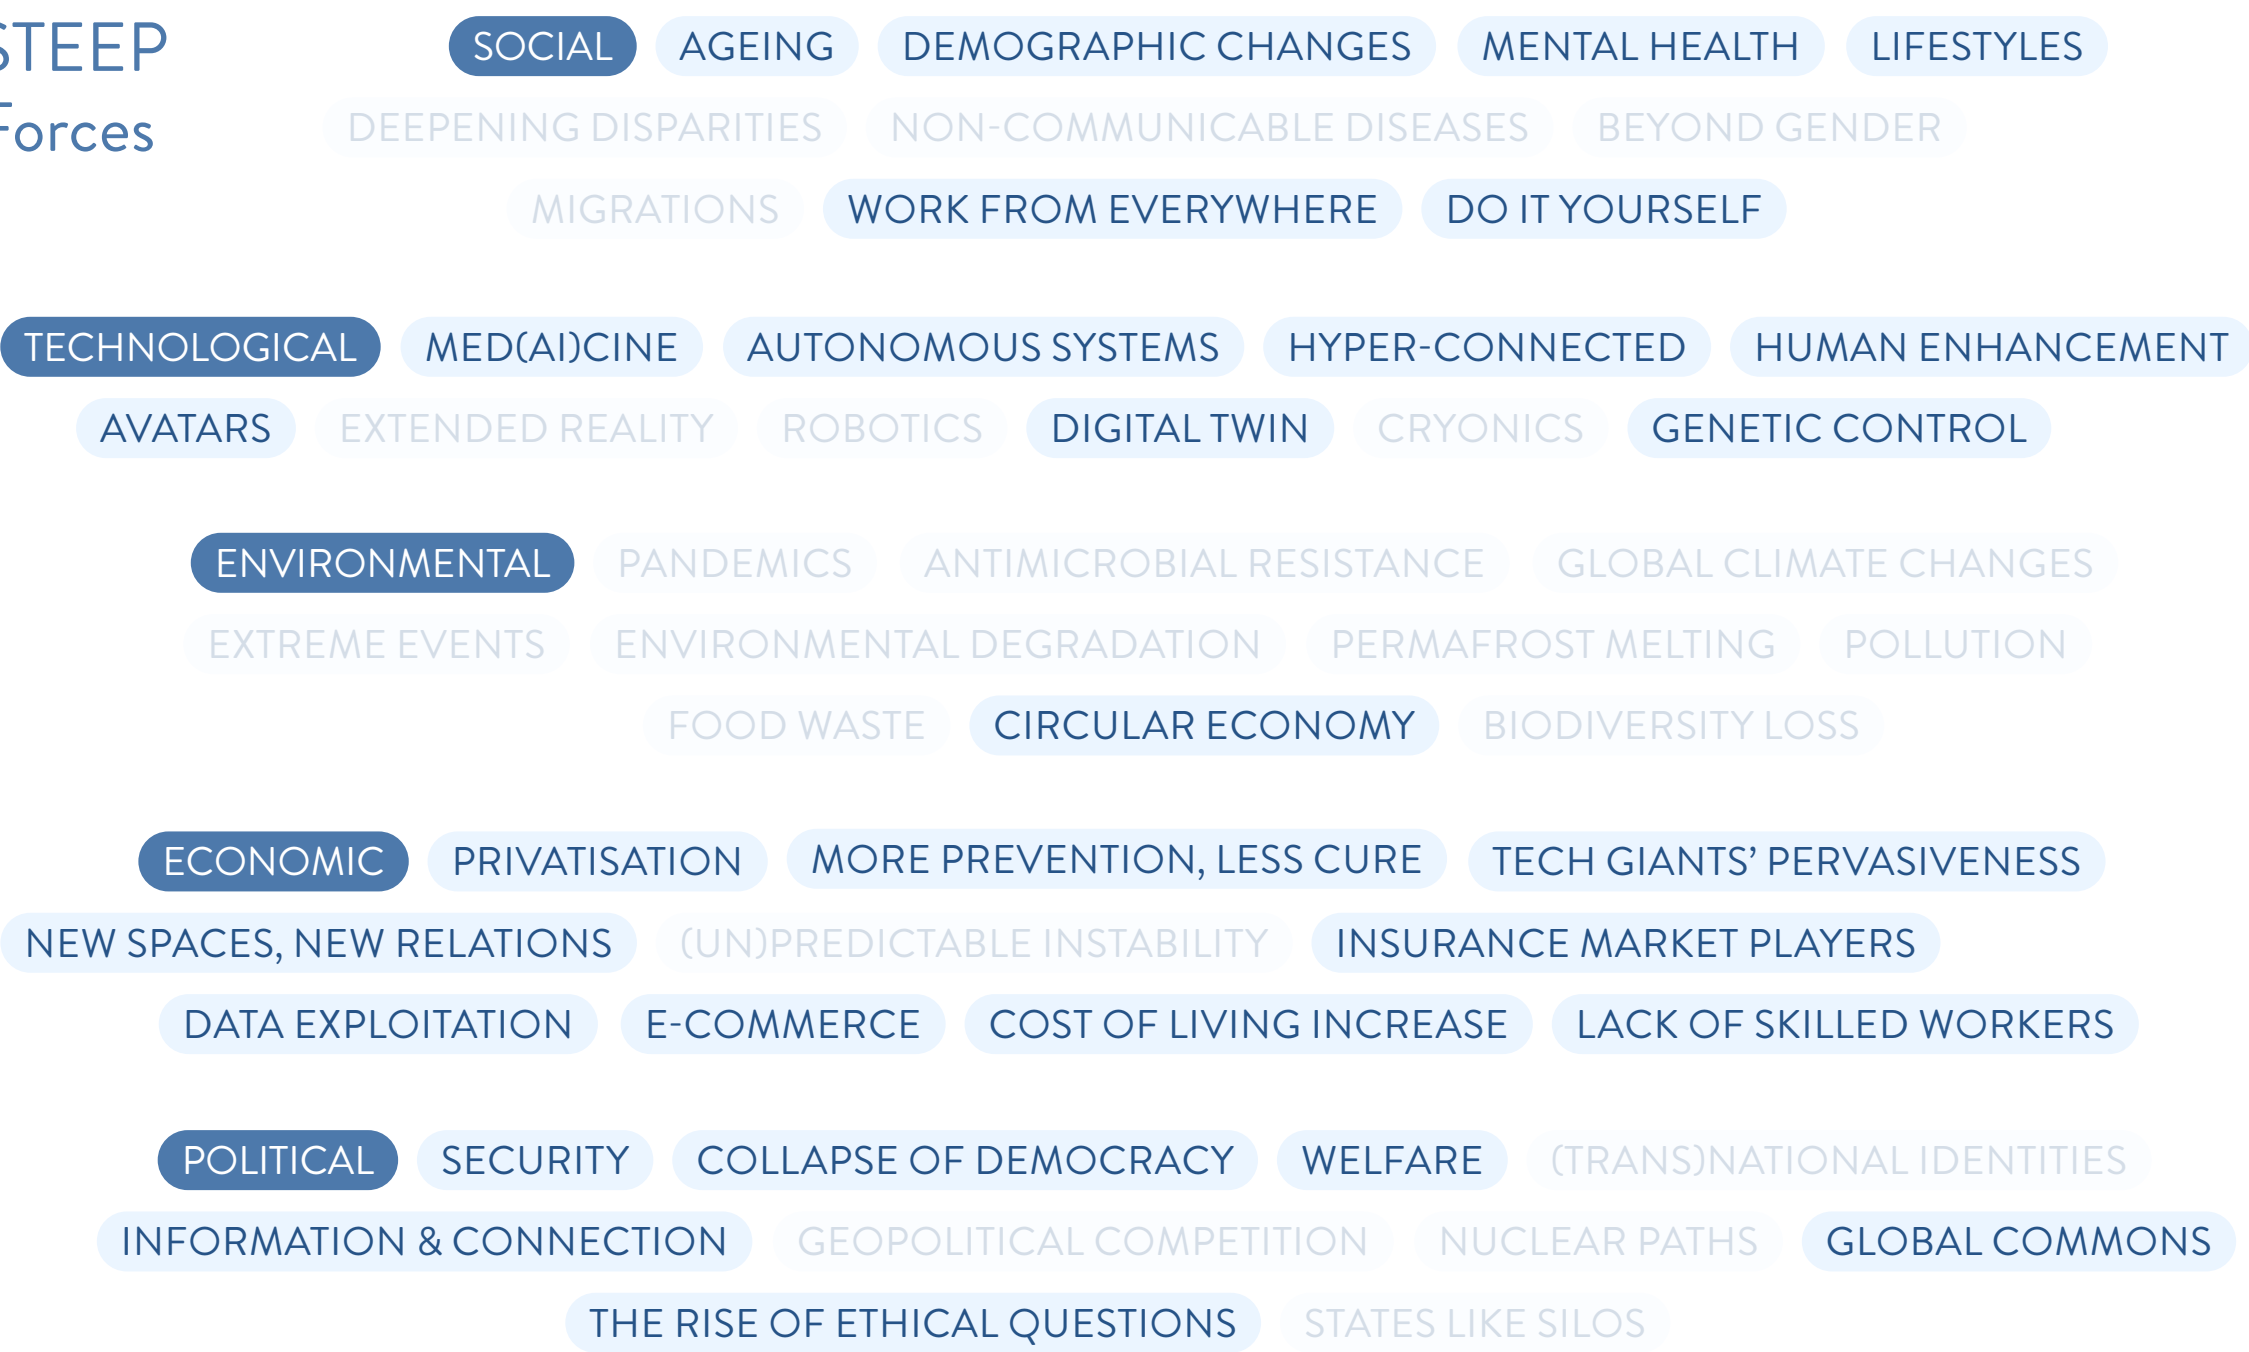 STEEP
Forces
SOCIAL AGEING DEMOGRAPHIC CHANGES MENTAL HEALTH LIFESTYLES
DEEPENING DISPARITIES NON-COMMUNICABLE DISEASES BEYOND GENDER
MIGRATIONS WORK FROM EVERYWHERE DO IT YOURSELF
TECHNOLOGICAL MED(AI)CINE AUTONOMOUS SYSTEMS HYPER-CONNECTED HUMAN ENHANCEMENT
AVATARS EXTENDED REALITY ROBOTICS DIGITAL TWIN CRYONICS GENETIC CONTROL
ENVIRONMENTAL PANDEMICS ANTIMICROBIAL RESISTANCE GLOBAL CLIMATE CHANGES
EXTREME EVENTS ENVIRONMENTAL DEGRADATION PERMAFROST MELTING POLLUTION
FOOD WASTE CIRCULAR ECONOMY BIODIVERSITY LOSS
ECONOMIC PRIVATISATION MORE PREVENTION, LESS CURE TECH GIANTS’ PERVASIVENESS
NEW SPACES, NEW RELATIONS (UN)PREDICTABLE INSTABILITY INSURANCE MARKET PLAYERS
DATA EXPLOITATION E-COMMERCE COST OF LIVING INCREASE LACK OF SKILLED WORKERS
POLITICAL SECURITY COLLAPSE OF DEMOCRACY WELFARE (TRANS)NATIONAL IDENTITIES
INFORMATION & CONNECTION GEOPOLITICAL COMPETITION NUCLEAR PATHS GLOBAL COMMONS
THE RISE OF ETHICAL QUESTIONS STATES LIKE SILOS